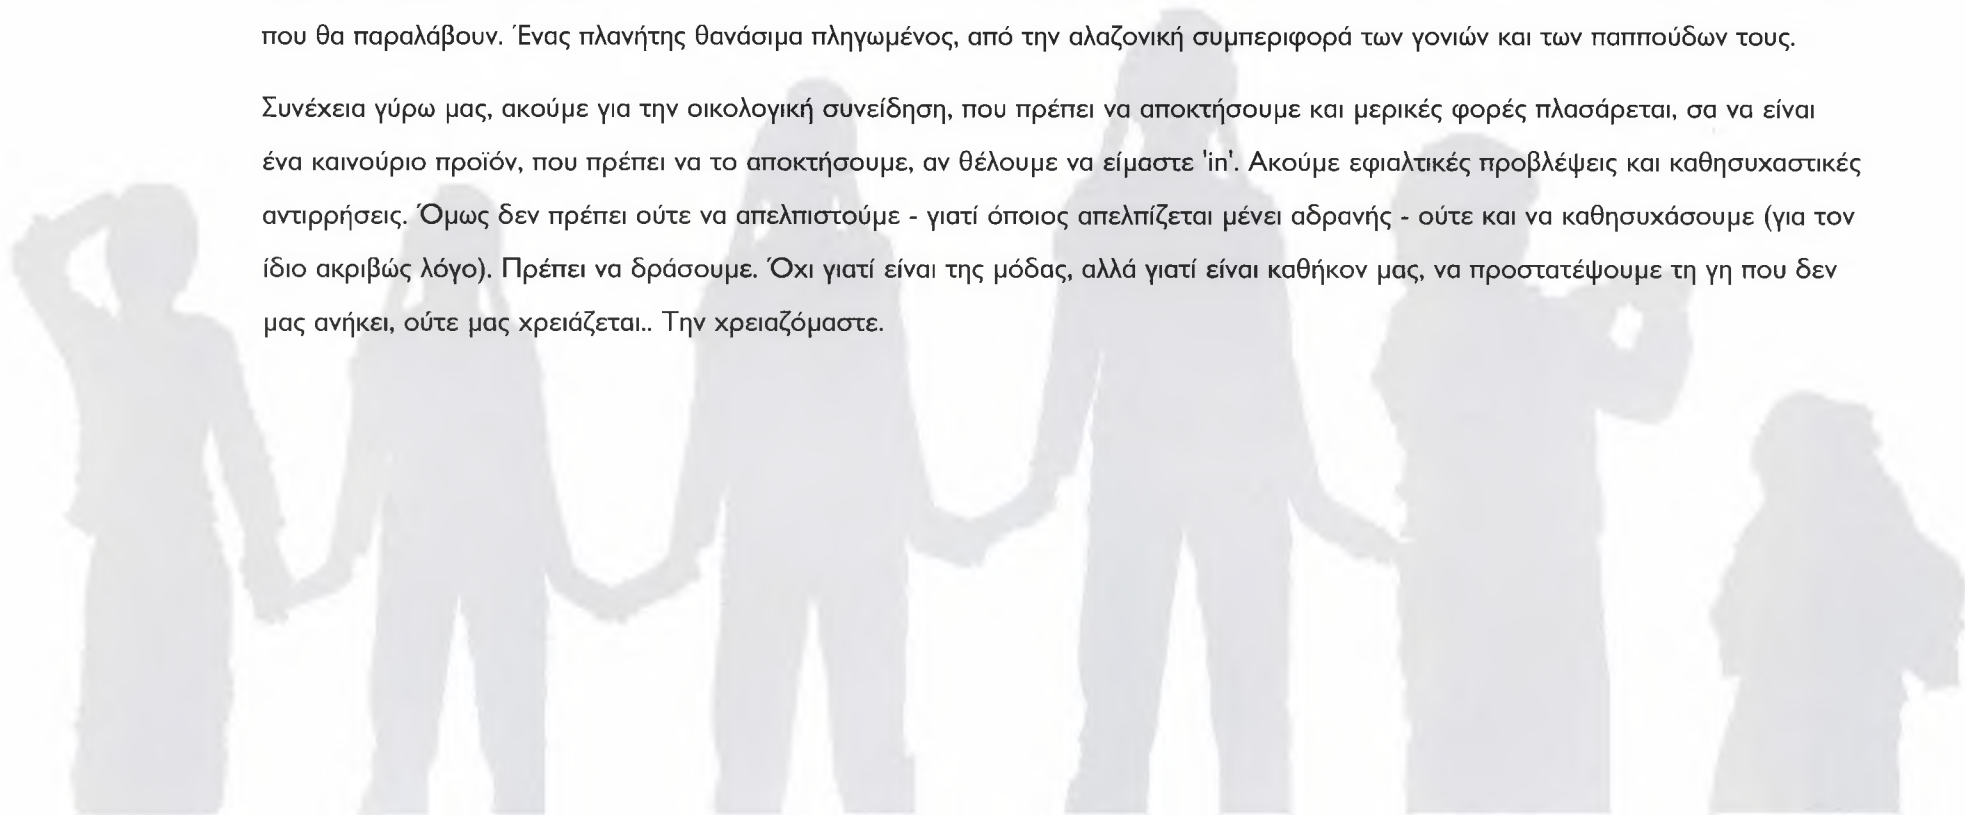 που θα παραλάβουν. Ένας πλανήτης θανάσιμα πληγωμένος, από την αλαζονική συμπεριφορά των γονιών και των παππούδων τους.
Συνέχεια γύρω μας, ακούμε για την οικολογική συνείδηση, που πρέπει να αποκτήσουμε και μερικές φορές πλασάρεται, σα να είναι
ένα καινούριο προϊόν, που πρέπει να το αποκτήσουμε, αν θέλουμε να είμαστε 'in'. Ακούμε εφιαλτικές προβλέψεις και καθησυχαστικές
αντιρρήσεις. Όμως δεν πρέπει ούτε να απελπιστούμε - γιατί όποιος απελπίζεται μένει αδρανής - ούτε και να καθησυχάσουμε (για τον
ίδιο ακριβώς λόγο). Πρέπει να δράσουμε. Όχι γιατί είναι της μόδας, αλλά γιατί είναι καθήκον μας, να προστατέψουμε τη γη που δεν
μας ανήκει, ούτε μας χρειάζεται.. Την χρειαζόμαστε.